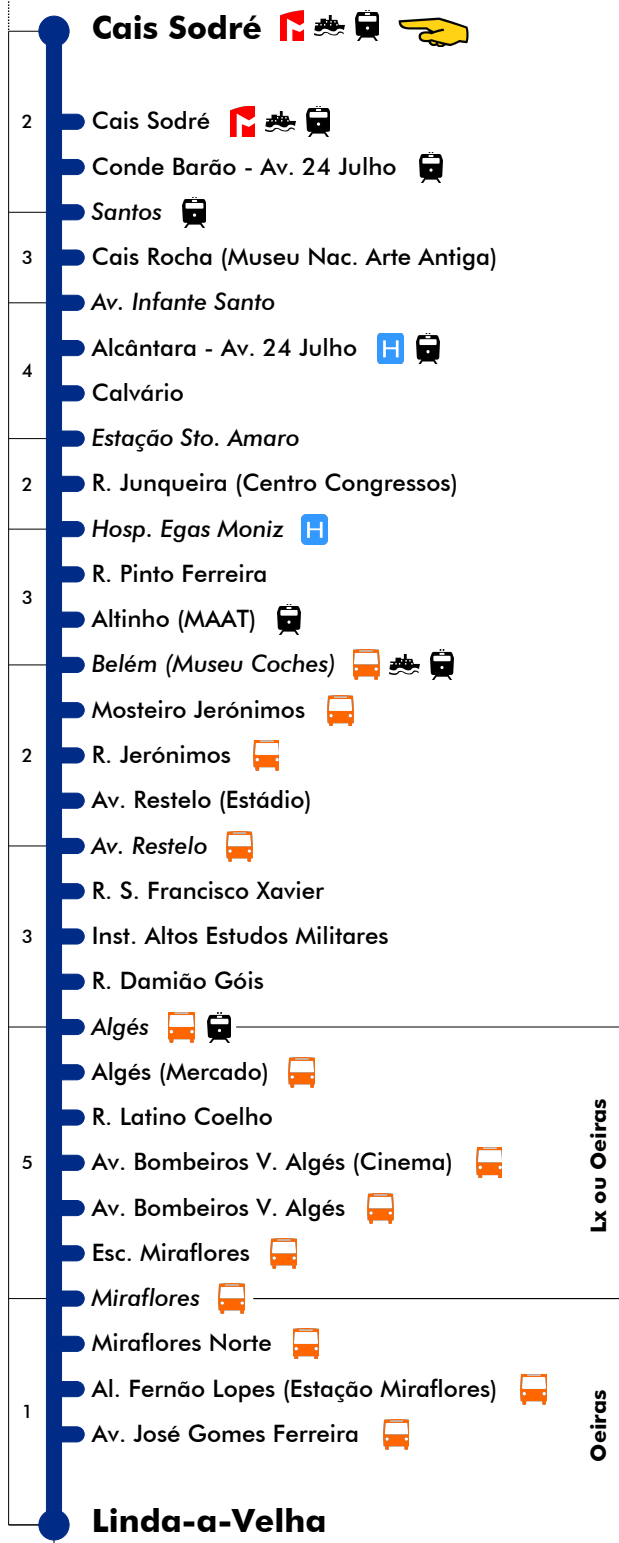 Cais Sodré
2
Cais Sodré
Conde Barão - Av. 24 Julho
Santos
3
Cais Rocha (Museu Nac. Arte Antiga)
Av. Infante Santo
Alcântara - Av. 24 Julho H
4
Calvário
Estação Sto. Amaro
2
R. Junqueira (Centro Congressos)
Hosp. Egas Moniz H
R. Pinto Ferreira
3
Altinho (MAAT)
Belém (Museu Coches)
Mosteiro Jerónimos
2
R. Jerónimos
Av. Restelo (Estádio)
Av. Restelo
R. S. Francisco Xavier
3
Inst. Altos Estudos Militares
R. Damião Góis
Algés
Algés (Mercado)
R. Latino Coelho
5
Av. Bombeiros V. Algés (Cinema)
Av. Bombeiros V. Algés
Esc. Miraflores
Lx ou Oeiras
Miraflores
Miraflores Norte
Al. Fernão Lopes (Estação Miraflores)
1
Av. José Gomes Ferreira
Oeiras
Linda-a-Velha